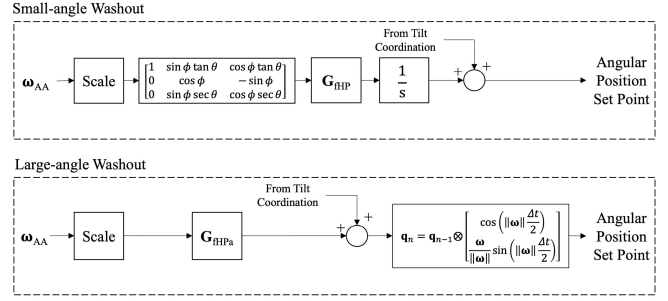 Small-angle Washout
From Tilt
Coordination
ω_AA
Scale
1 sin ϕ tan θ cos ϕ tan θ
0 cos ϕ − sin ϕ
0 sin ϕ sec θ cos ϕ sec θ
G_fHP
1/s
+
+
Angular
Position
Set Point
Large-angle Washout
From Tilt
Coordination
ω_AA
Scale
G_fHPa
+
+
q_n = q_{n−1} ⊗ [cos (‖ω‖ Δt/2)
ω/‖ω‖ sin (‖ω‖ Δt/2)]
Angular
Position
Set Point